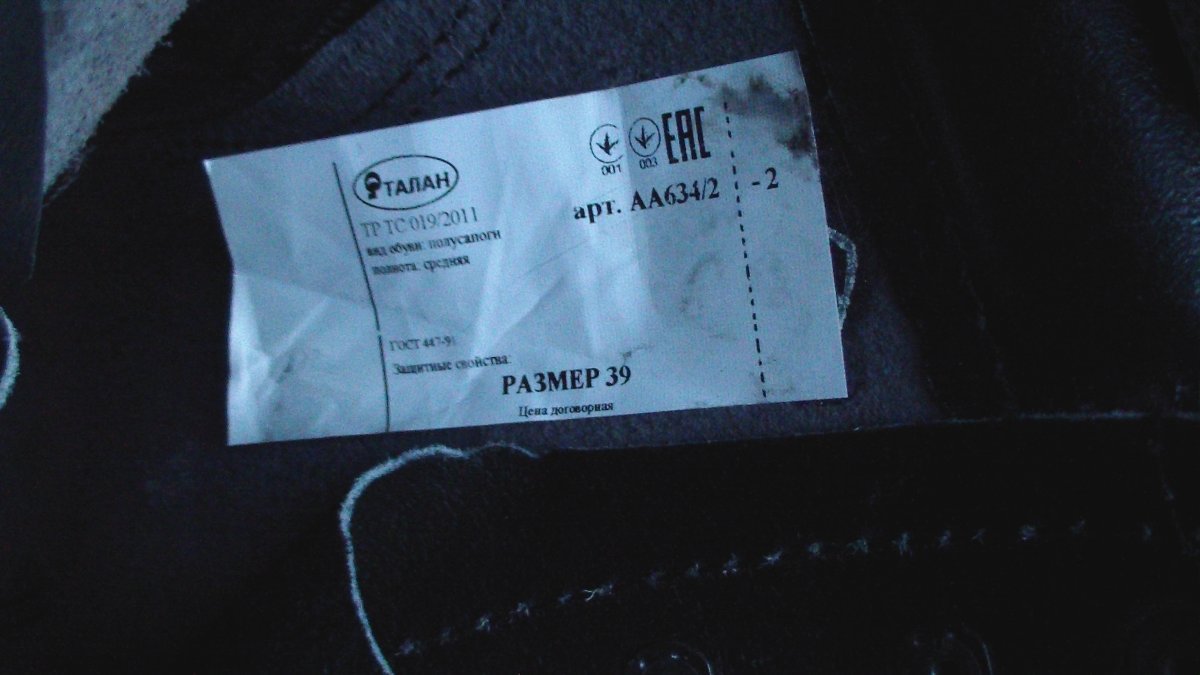 ТАЛАН
ТР ТС 019/2011
вид обуви: полусапоги
полнота: средняя
001
003
ЕАС
арт. АА634/2
- 2
ГОСТ 447-91
Защитные свойства:
РАЗМЕР 39
Цена договорная